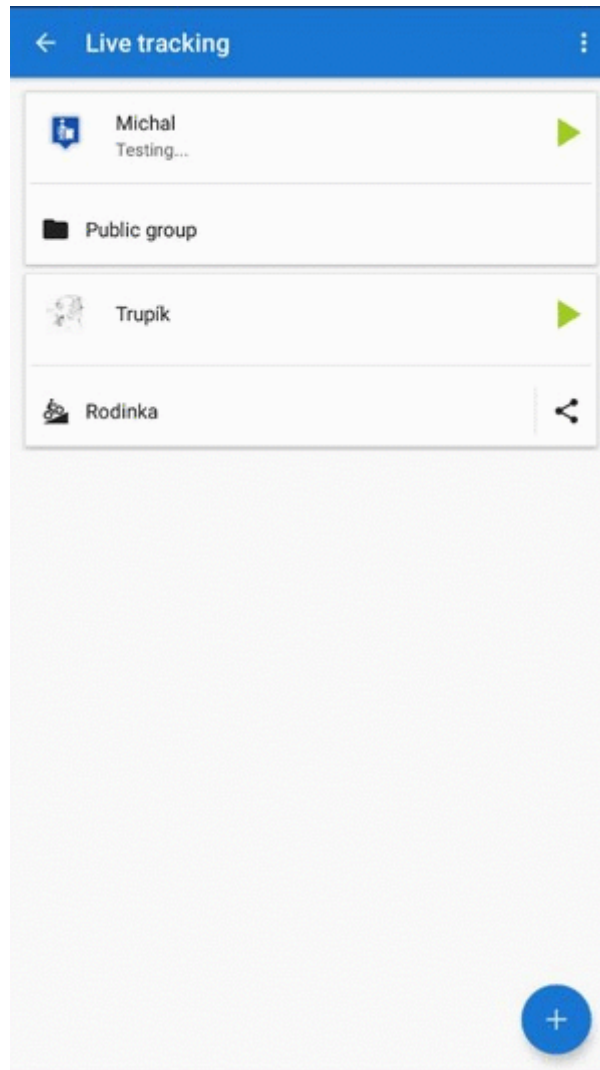 Live tracking
Michal
Testing...
Public group
Trupík
Rodinka